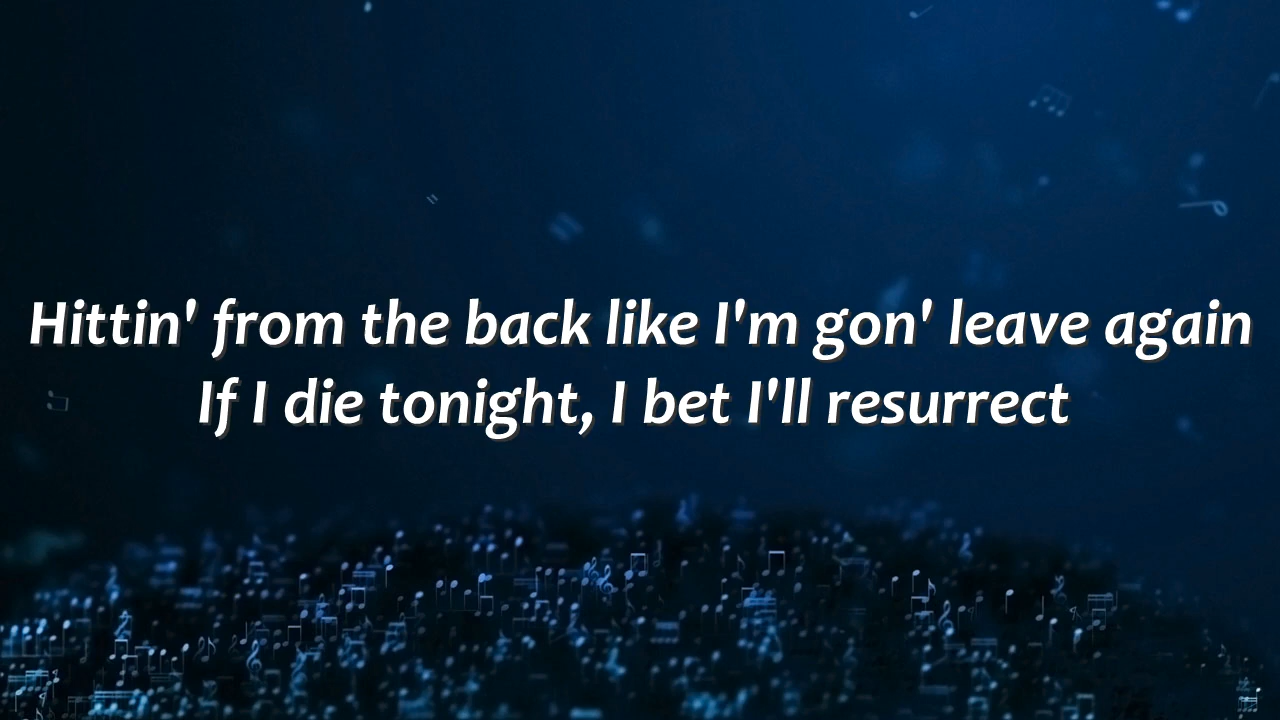 Hittin' from the back like I'm gon' leave again
If I die tonight, I bet I'll resurrect